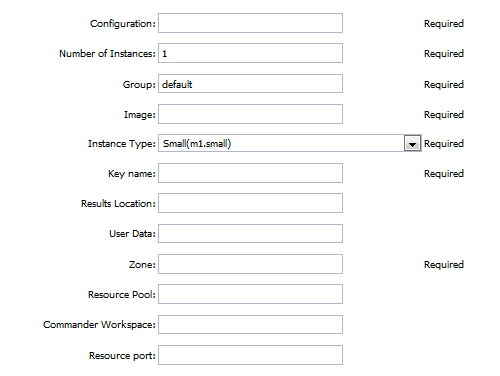 Configuration: Required
Number of Instances: 1 Required
Group: default Required
Image: Required
Instance Type: Small(m1.small) Required
Key name: Required
Results Location:
User Data:
Zone: Required
Resource Pool:
Commander Workspace:
Resource port: